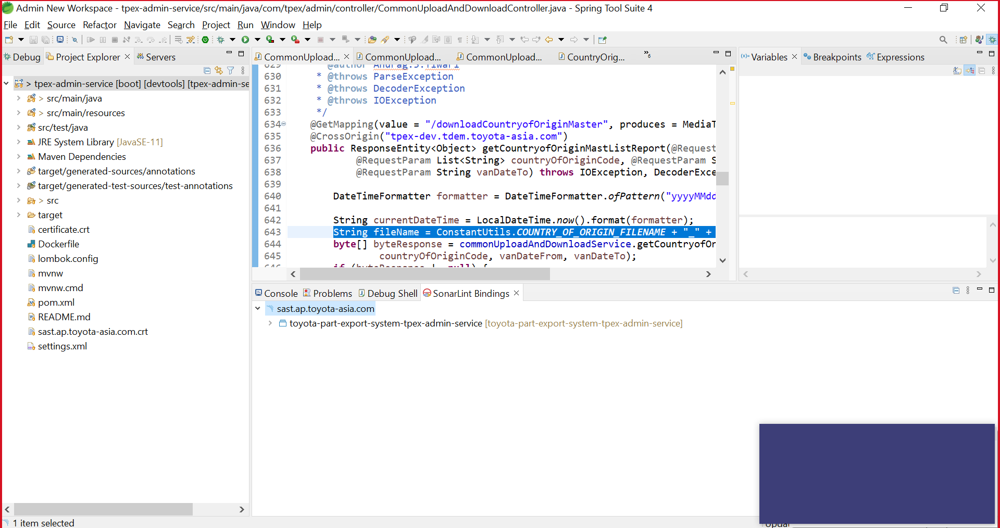 Admin New Workspace - tpex-admin-service/src/main/java/com/tpex/admin/controller/CommonUploadAndDownloadController.java - Spring Tool Suite 4
File Edit Source Refactor Navigate Search Project Run Window Help
Debug Project Explorer Servers
> tpex-admin-service [boot] [devtools] [tpex-admin-se
> src/main/java
> src/main/resources
src/test/java
JRE System Library [JavaSE-11]
Maven Dependencies
target/generated-sources/annotations
target/generated-test-sources/test-annotations
> src
target
certificate.crt
Dockerfile
lombok.config
mvnw
mvnw.cmd
pom.xml
README.md
sast.ap.toyota-asia.com.crt
settings.xml
CommonUpload... CommonUpload... CommonUpload... CountryOrig... »6
629 @author Anurag.S.Tiwari
630 * @throws ParseException
631 * @throws DecoderException
632 * @throws IOException
633 */
634 @GetMapping(value = "/downloadCountryofOriginMaster", produces = MediaT
635 @CrossOrigin("tpex-dev.tdem.toyota-asia.com")
636 public ResponseEntity<Object> getCountryofOriginMastListReport(@Request
637 @RequestParam List<String> countryOfOriginCode, @RequestParam S
638 @RequestParam String vanDateTo) throws IOException, DecoderExce
639
640 DateTimeFormatter formatter = DateTimeFormatter.ofPattern("yyyyMMdd
641
642 String currentDateTime = LocalDateTime.now().format(formatter);
643 String fileName = ConstantUtils.COUNTRY_OF_ORIGIN_FILENAME + "_" +
644 byte[] byteResponse = commonUploadAndDownloadService.getCountryofOr
645 countryOfOriginCode, vanDateFrom, vanDateTo);
646 if (byteResponse != null) {
(x)= Variables Breakpoints Expressions
Console Problems Debug Shell SonarLint Bindings
sast.ap.toyota-asia.com
toyota-part-export-system-tpex-admin-service [toyota-part-export-system-tpex-admin-service]
1 item selected